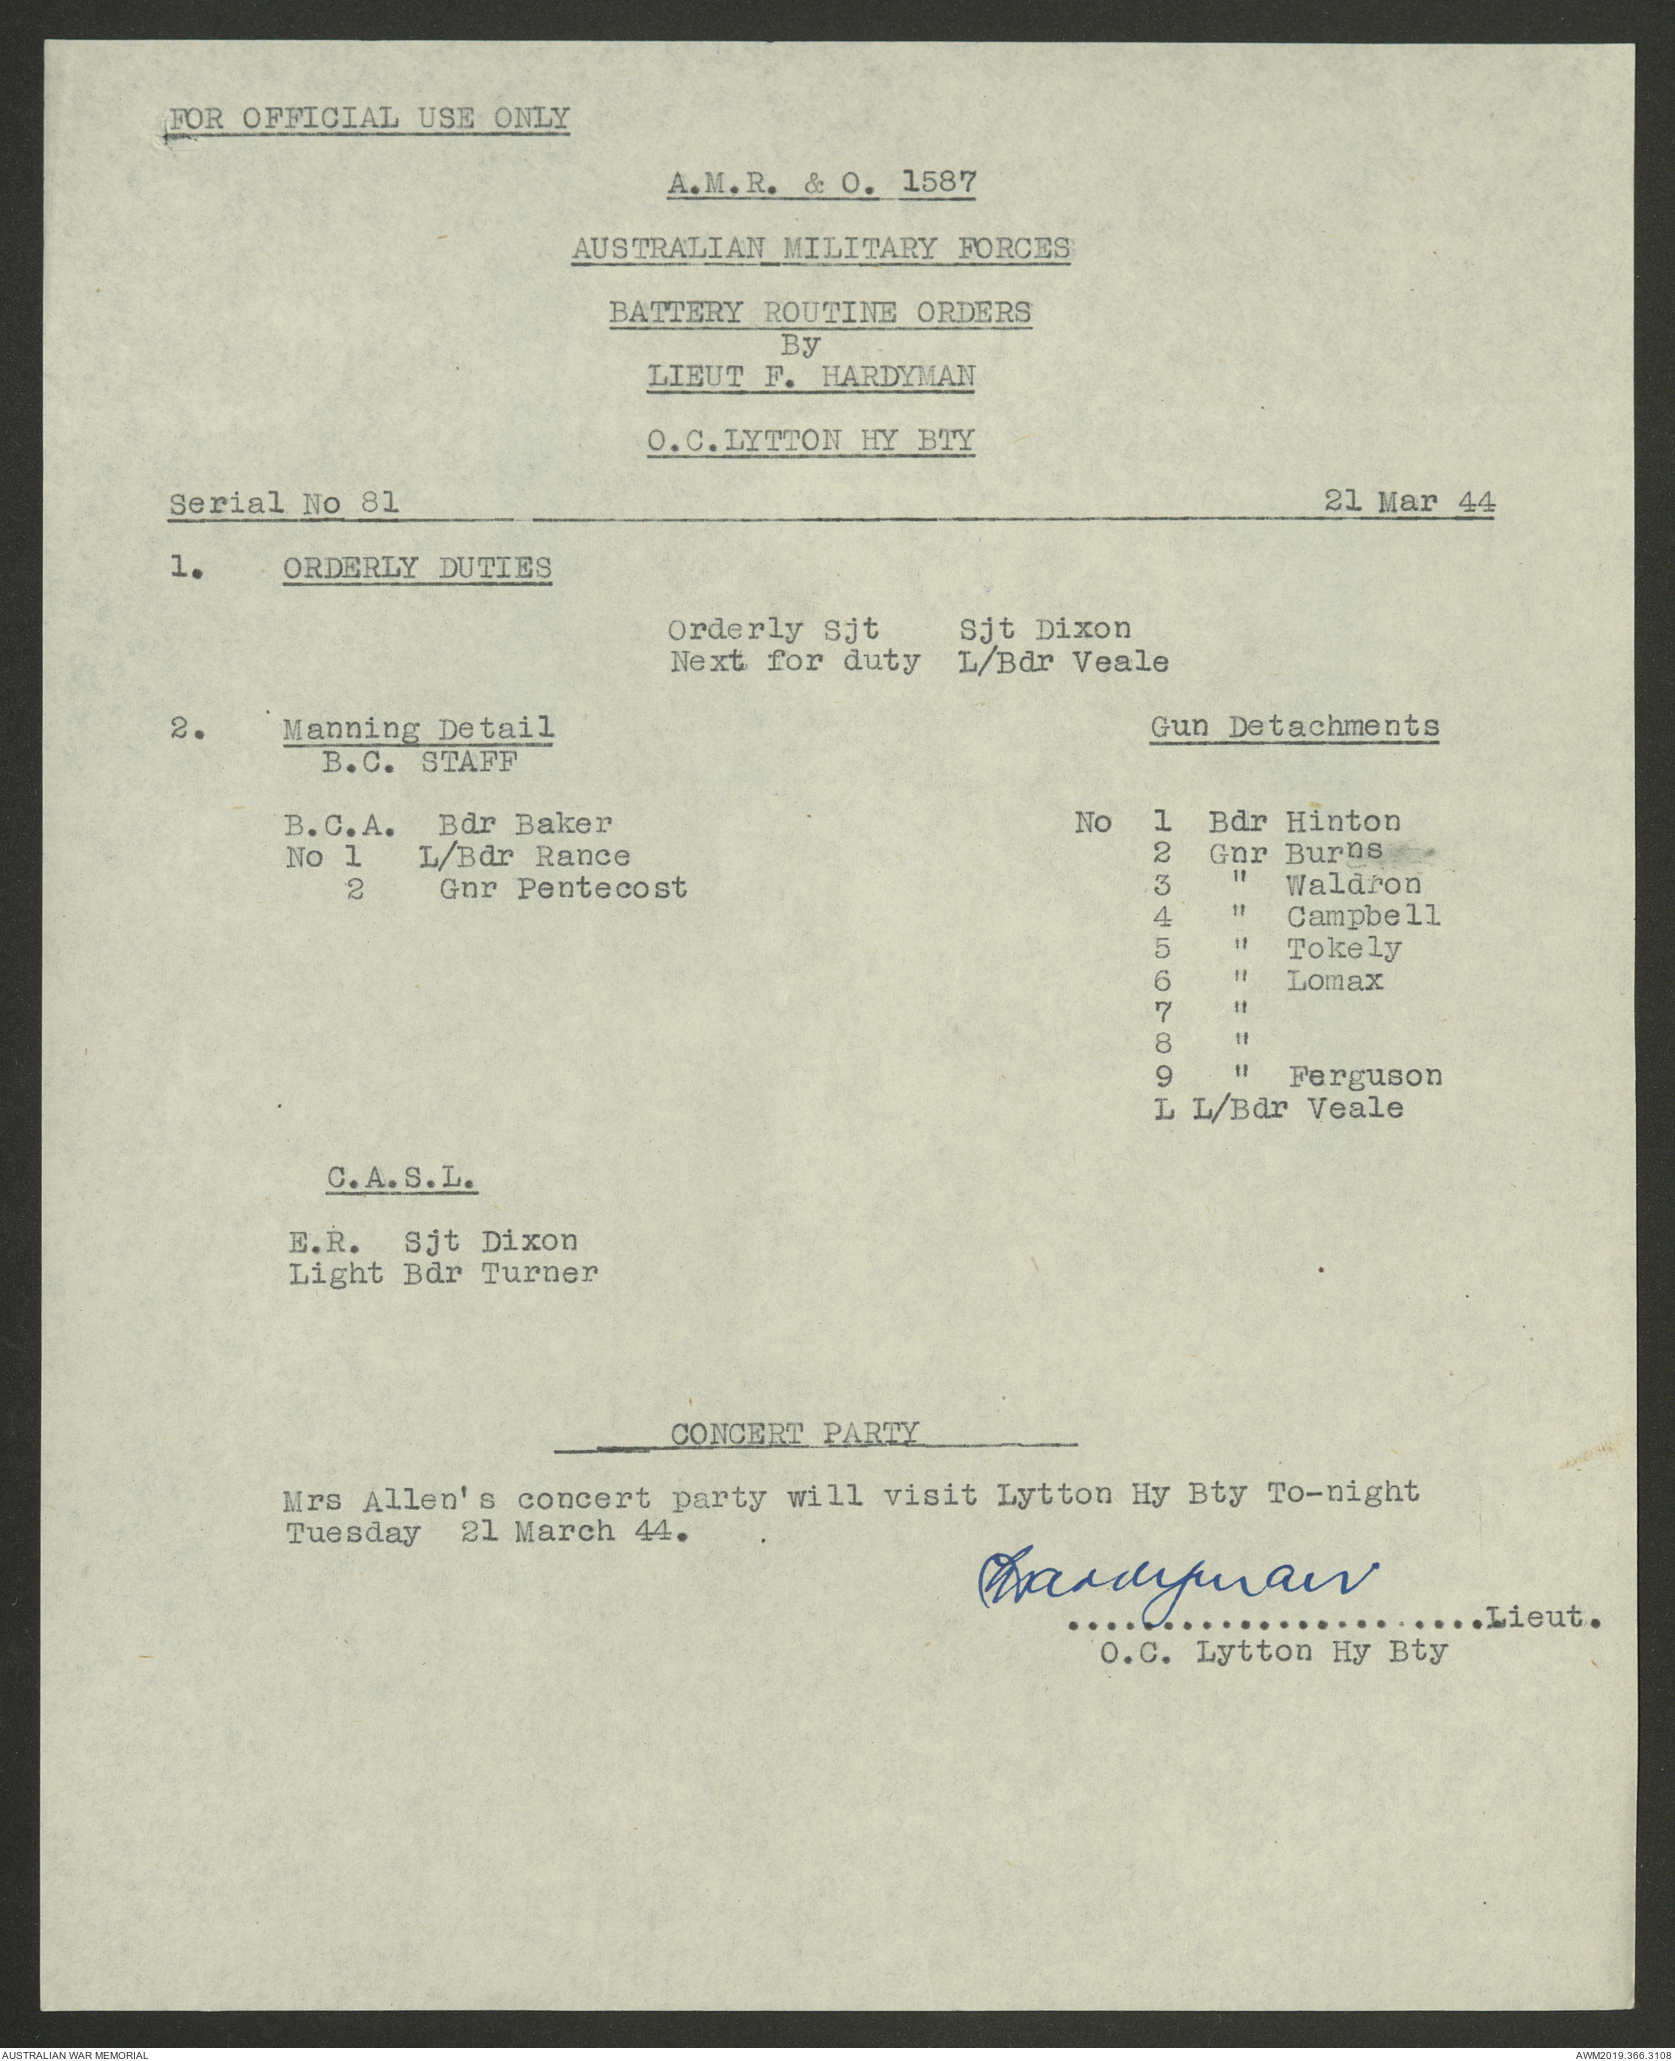 FOR OFFICIAL USE ONLY
A.M.R. & O. 1587
AUSTRALIAN MILITARY FORCES
BATTERY ROUTINE ORDERS
By
LIEUT F. HARDYMAN
O.C.LYTTON HY BTY
Serial No 81 21 Mar 44
1. ORDERLY DUTIES
Orderly Sjt Sjt Dixon
Next for duty L/Bdr Veale
2. Manning Detail
B.C. STAFF
B.C.A. Bdr Baker
No 1 L/Bdr Rance
2 Gnr Pentecost
Gun Detachments
No 1 Bdr Hinton
2 Gnr Burns
3 " Waldron
4 " Campbell
5 " Tokely
6 " Lomax
7 "
8 "
9 " Ferguson
L L/Bdr Veale
C.A.S.L.
E.R. Sjt Dixon
Light Bdr Turner
CONCERT PARTY
Mrs Allen's concert party will visit Lytton Hy Bty To-night
Tuesday 21 March 44.
Hardyman
......................Lieut.
O.C. Lytton Hy Bty
AUSTRALIAN WAR MEMORIAL AWM2019.366.3108